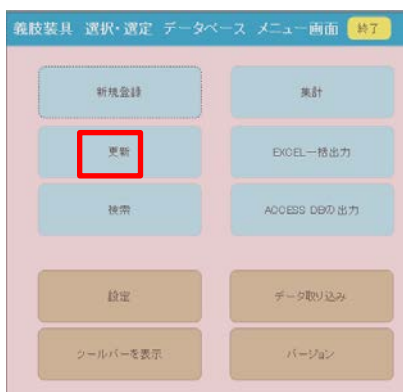 義肢装具 選択・選定 データベース メニュー画面 終了
新規登録 集計
更新 EXCEL一括出力
検索 ACCESS DBの出力
設定 データ取り込み
ツールバーを表示 バージョン